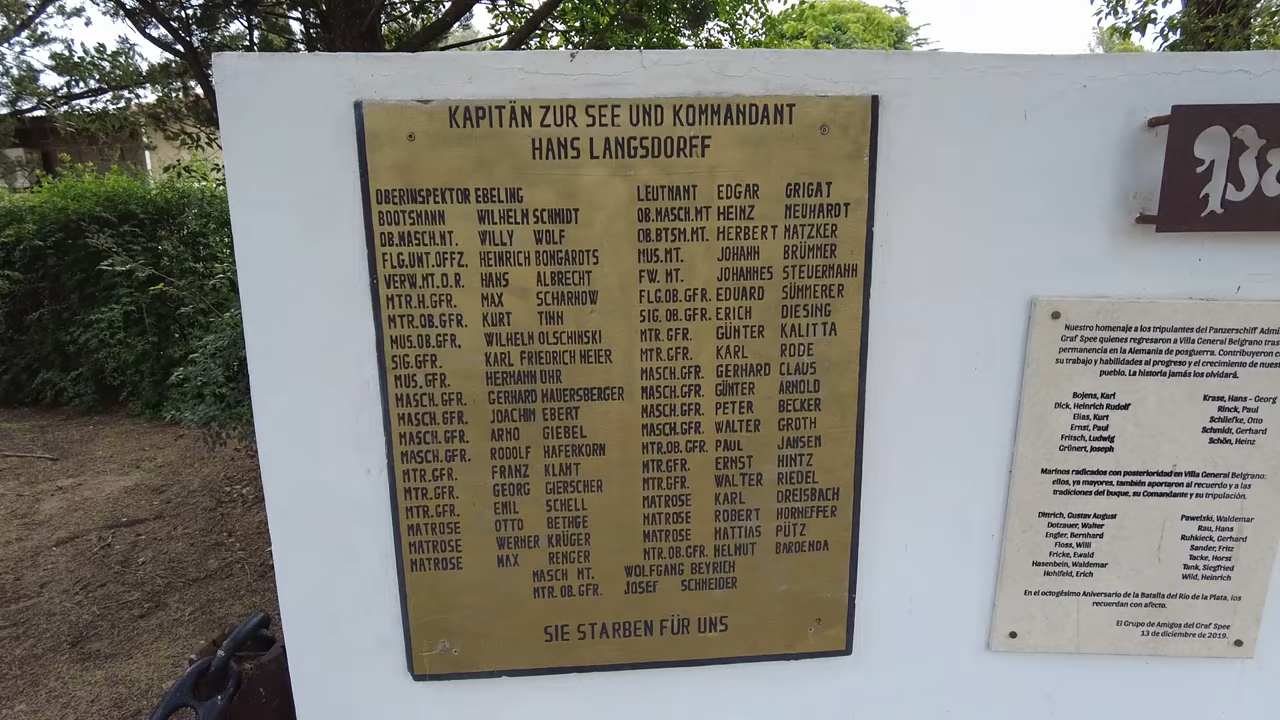 KAPITÄN ZUR SEE UND KOMMANDANT
HANS LANGSDORFF
OBERINSPEKTOR EBELING
BOOTSMANN WILHELM SCHMIDT
OB.MASCH.MT. WILLY WOLF
FLG.UNT.OFFZ. HEINRICH BONGARDTS
VERW.MT.D.R. HANS ALBRECHT
MTR.H.GFR. MAX SCHARHOW
MTR.OB.GFR. KURT TINN
MUS.OB.GFR. WILHELM OLSCHINSKI
SIG.GFR. KARL FRIEDRICH MEIER
MUS.GFR. HERMANN UHR
MASCH.GFR. GERHARD MAUERSBERGER
MASCH.GFR. JOACHIM EBERT
MASCH.GFR. ARNO GIEBEL
MASCH.GFR. RODOLF HAFERKORN
MTR.GFR. FRANZ KLAHT
MTR.GFR. GEORG GIERSCHER
MTR.GFR. EMIL SCHELL
MATROSE OTTO BETHGE
MATROSE WERNER KRÜGER
MATROSE MAX RENGER
LEUTNANT EDGAR GRIGAT
OB.MASCH.MT HEINZ NEUHARDT
OB.BTSM.MT. HERBERT MATZKER
MUS.MT. JOHANN BRÜMMER
FW. MT. JOHANNES STEUERMANN
FLG.OB.GFR. EDUARD SÜMMERER
SIG.OB.GFR. ERICH DIESING
MTR.GFR. GÜNTER KALITTA
MTR.GFR. KARL RODE
MASCH.GFR. GERHARD CLAUS
MASCH.GFR. GÜNTER ARNOLD
MASCH.GFR. PETER BECKER
MASCH.GFR. WALTER GROTH
MTR.OB.GFR. PAUL JANSEN
MTR.GFR. ERNST HINTZ
MTR.GFR. WALTER RIEDEL
MATROSE KARL DREISBACH
MATROSE ROBERT HORNEFFER
MATROSE MATTIAS PÜTZ
MTR.OB.GFR. HELMUT BAROENDA
MASCH MT. WOLFGANG BEYRICH
MTR.OB.GFR. JOSEF SCHNEIDER
SIE STARBEN FÜR UNS
Nuestro homenaje a los tripulantes del Panzerschiff Admi
Graf Spee quienes regresaron a Villa General Belgrano tras
permanencia en la Alemania de posguerra. Contribuyeron c
su trabajo y habilidades al progreso y el crecimiento de nuest
pueblo. La historia jamás los olvidará.
Bojens, Karl
Dick, Heinrich Rudolf
Elias, Kurt
Ernst, Paul
Fritsch, Ludwig
Grünert, Joseph
Krase, Hans - Georg
Rinck, Paul
Schliefke, Otto
Schmidt, Gerhard
Schön, Heinz
Marinos radicados con posterioridad en Villa General Belgrano:
ellos, ya mayores, también aportaron al recuerdo y a las
tradiciones del buque, su Comandante y su tripulación.
Dittrich, Gustav August
Dotzauer, Walter
Engler, Bernhard
Floss, Willi
Fricke, Ewald
Hasenbein, Waldemar
Hohlfeld, Erich
Pawelski, Waldemar
Rau, Hans
Ruhkieck, Gerhard
Sander, Fritz
Tacke, Horst
Tank, Siegfried
Wild, Heinrich
En el octogésimo Aniversario de la Batalla del Río de la Plata, los
recuerdan con afecto.
El Grupo de Amigos del Graf Spee
13 de diciembre de 2019.